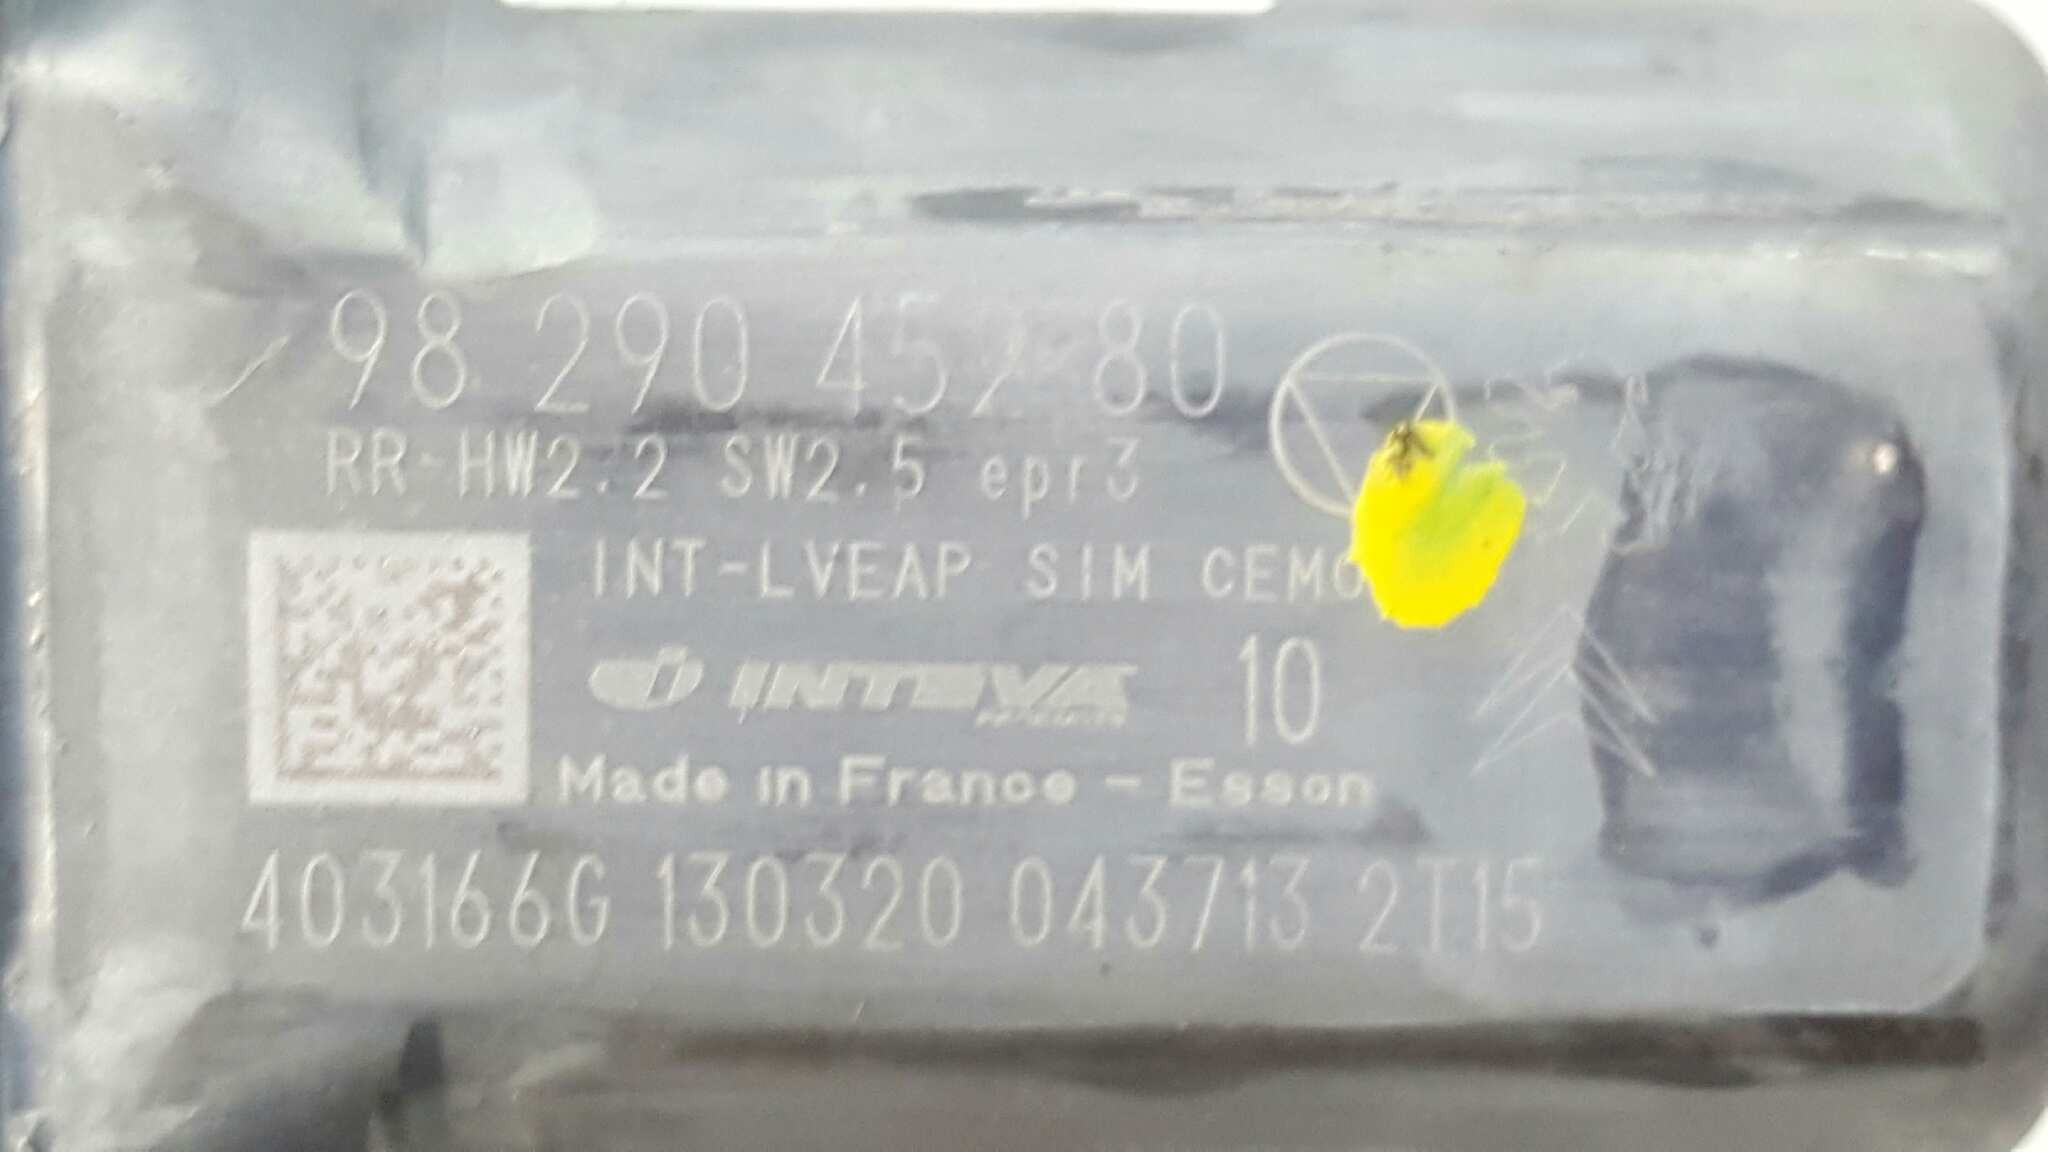 98 290 452 80
RR-HW2.2 SW2.5 epr3
INT-LVEAP SIM
INTEVA
PRODUCTS
10
Made in France - Esson
403166G 130320 043713 2T15